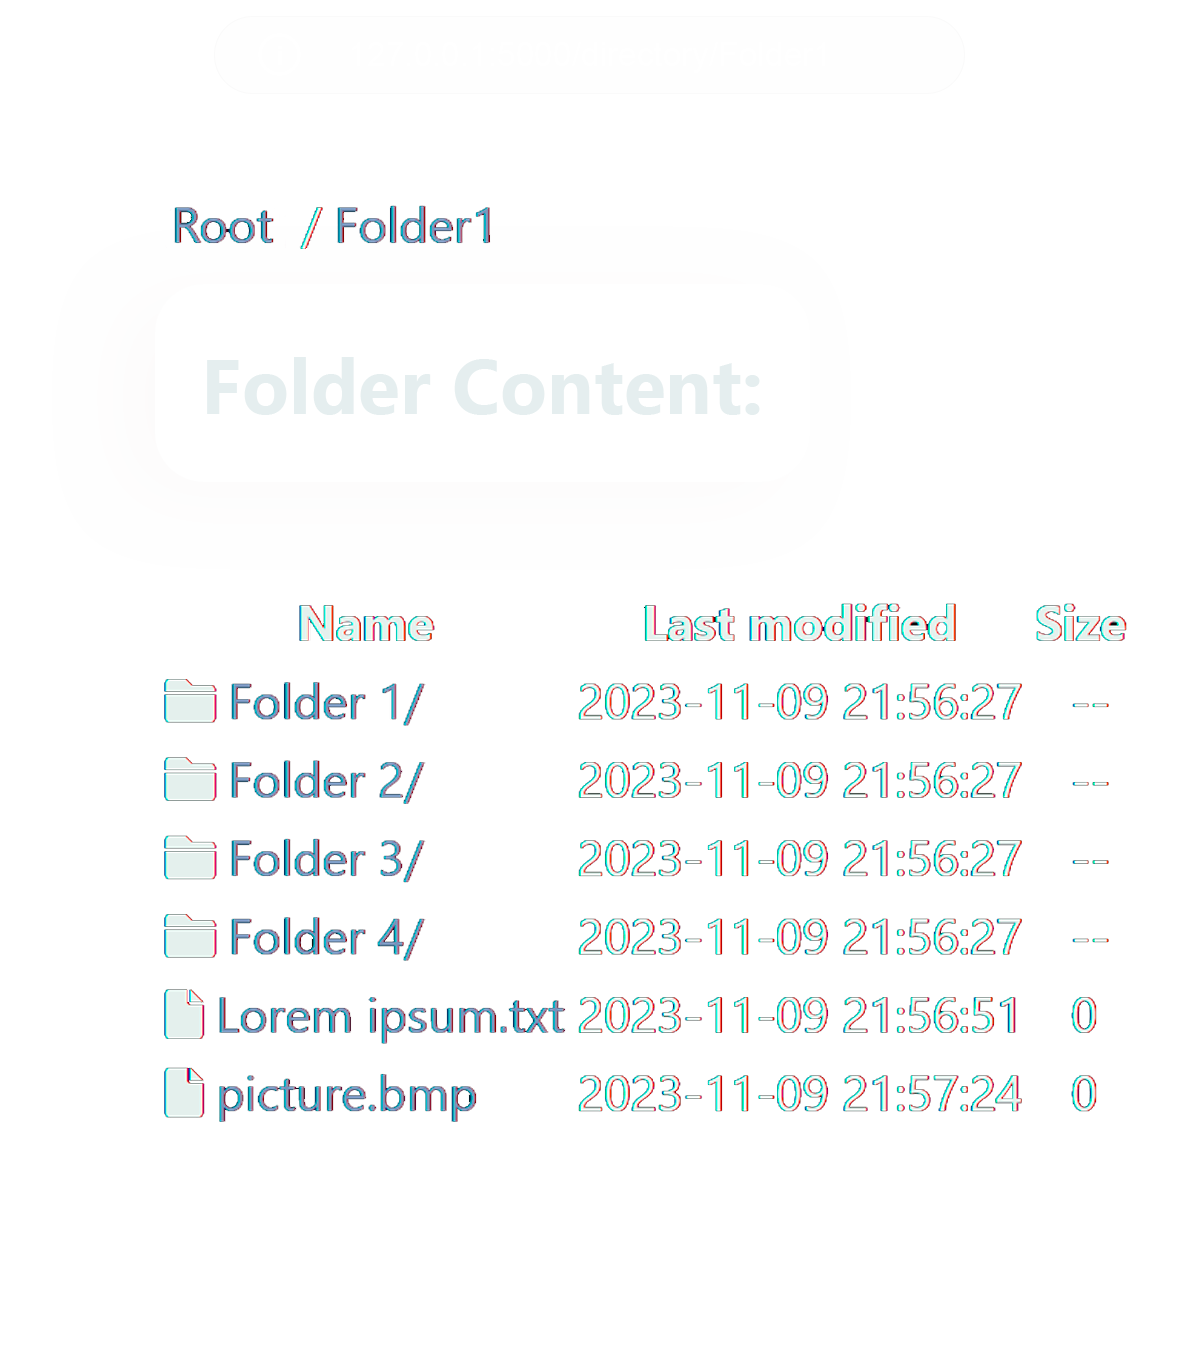 Root / Folder1
Folder Content:
Name Last modified Size
Folder 1/ 2023-11-09 21:56:27 --
Folder 2/ 2023-11-09 21:56:27 --
Folder 3/ 2023-11-09 21:56:27 --
Folder 4/ 2023-11-09 21:56:27 --
Lorem ipsum.txt 2023-11-09 21:56:51 0
picture.bmp 2023-11-09 21:57:24 0